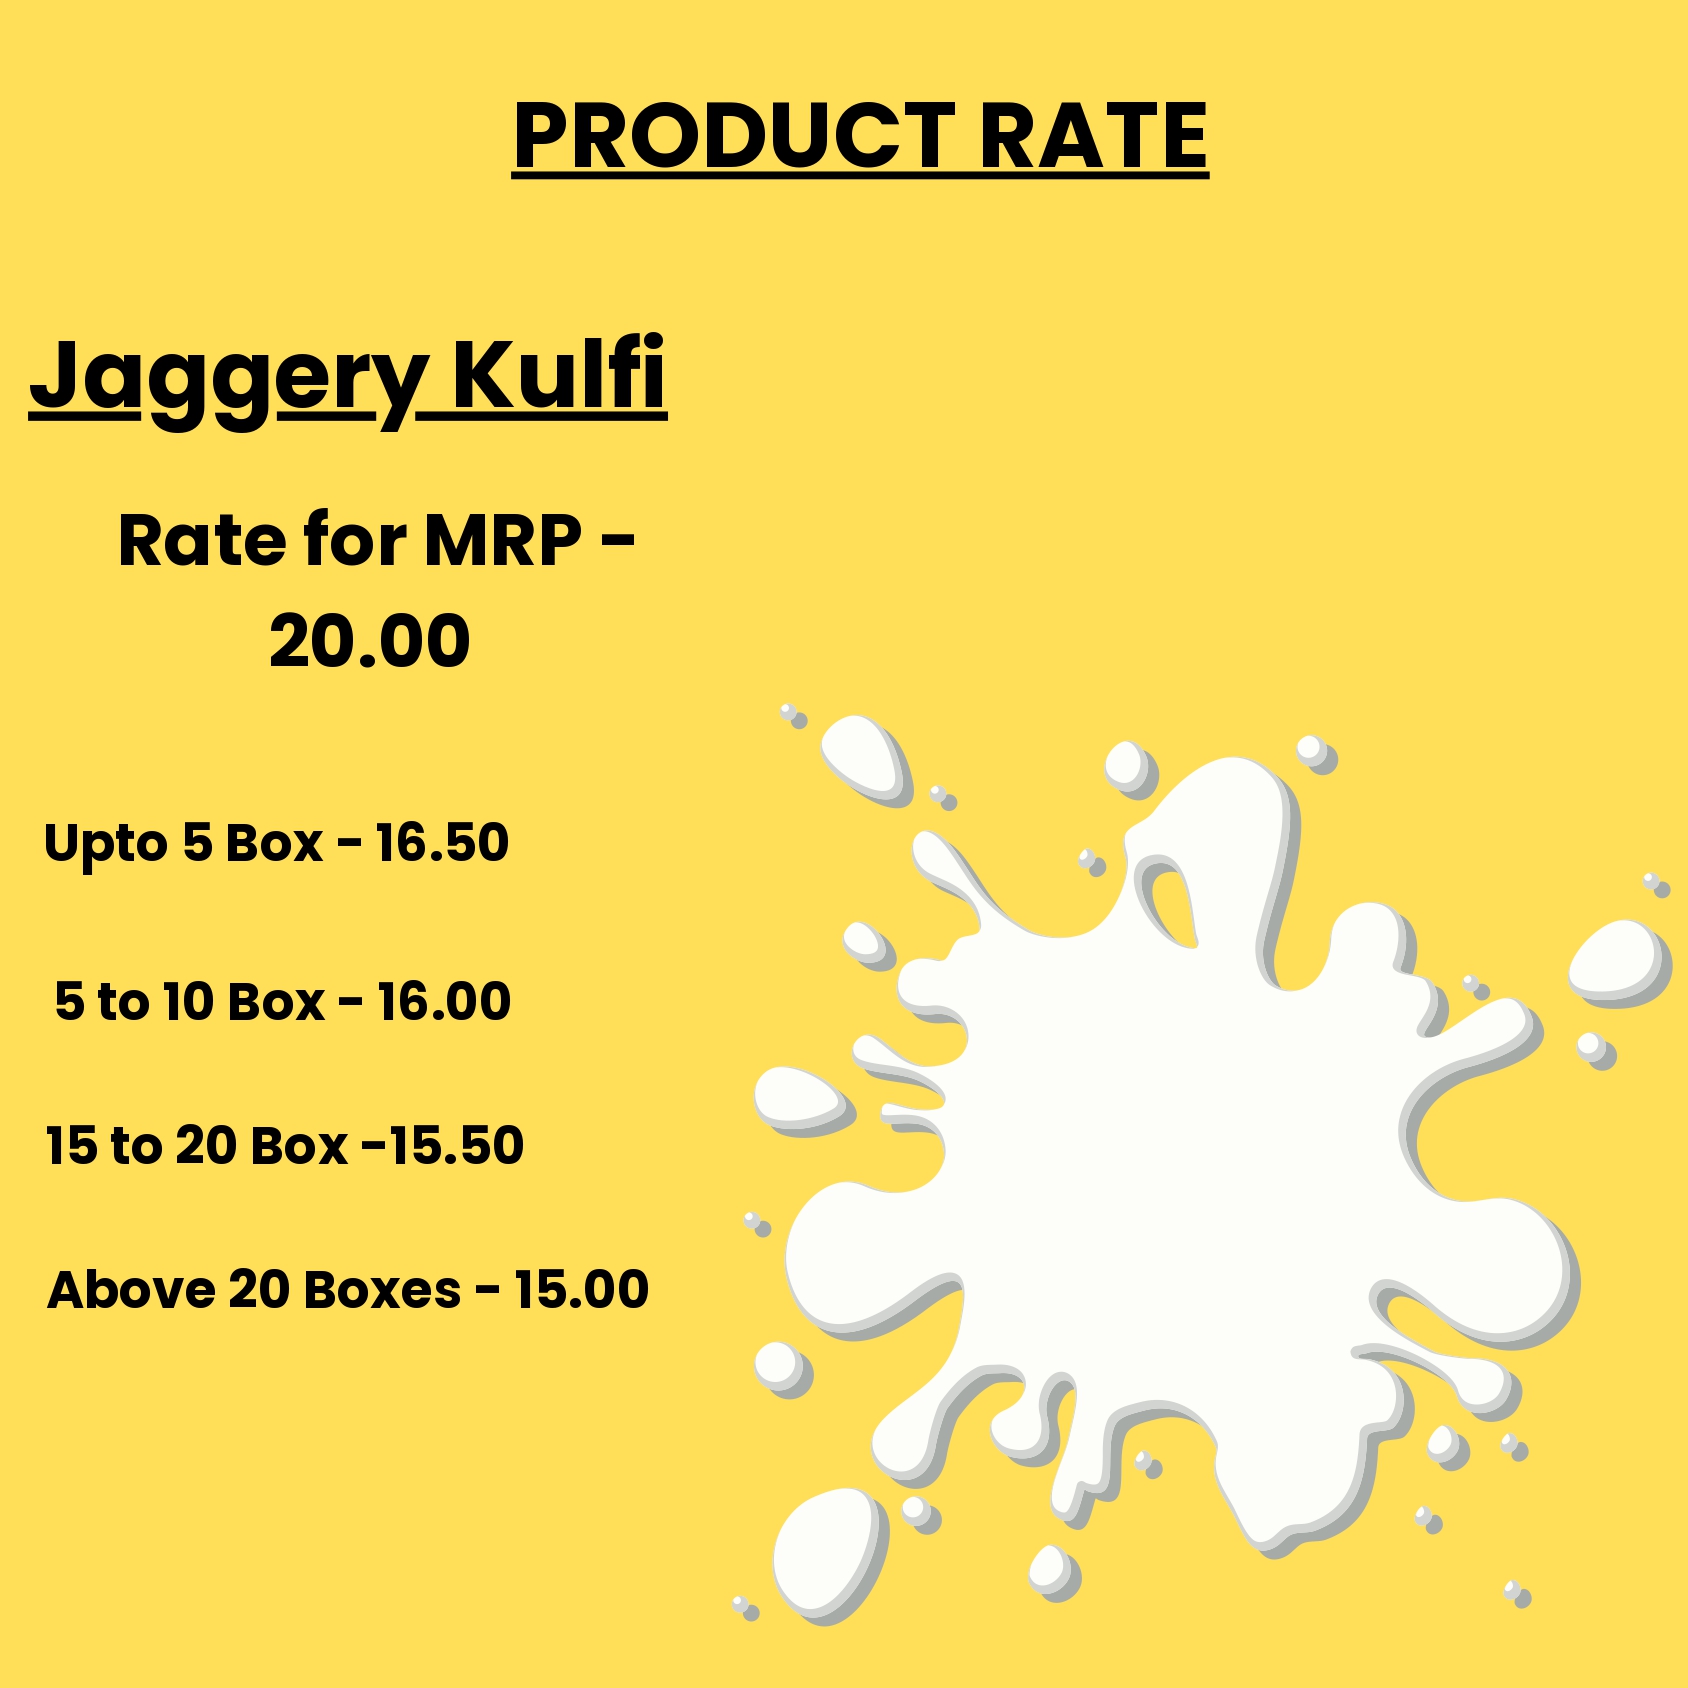 PRODUCT RATE
Jaggery Kulfi
Rate for MRP -
20.00
Upto 5 Box - 16.50
5 to 10 Box - 16.00
15 to 20 Box -15.50
Above 20 Boxes - 15.00